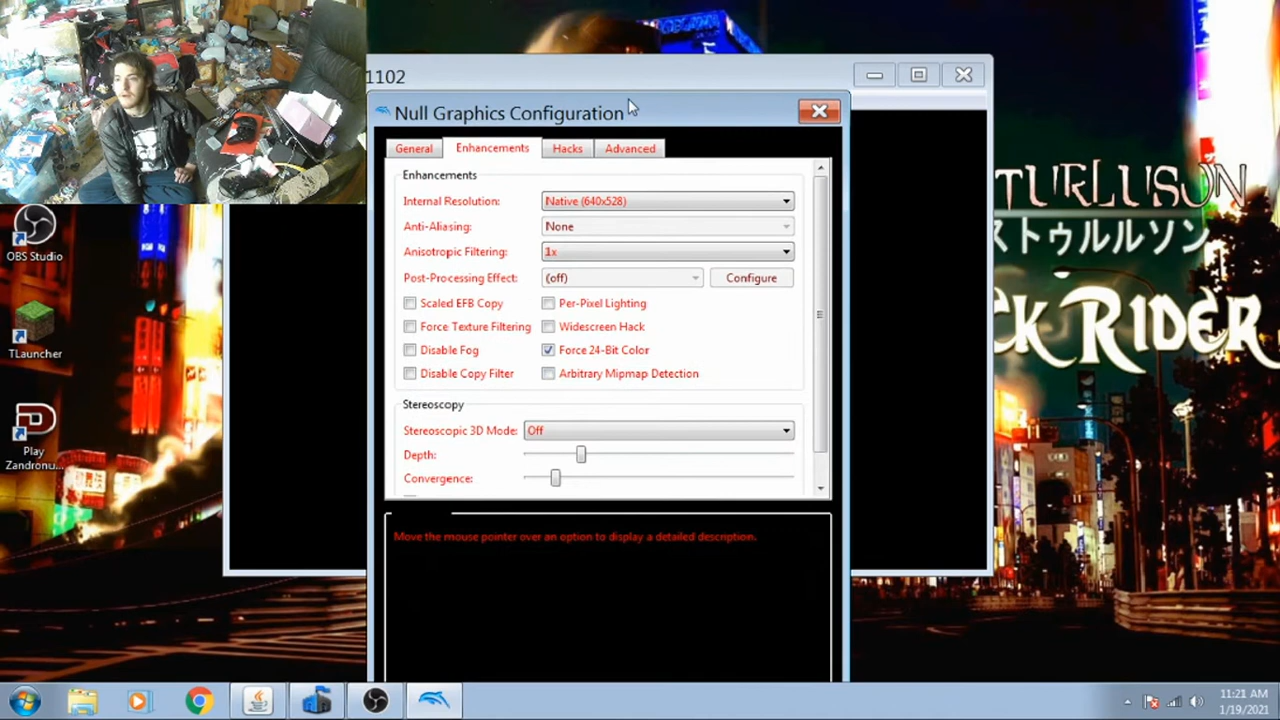 1102
Null Graphics Configuration
General
Enhancements
Hacks
Advanced
Enhancements
Internal Resolution:
Native (640x528)
Anti-Aliasing:
None
Anisotropic Filtering:
1x
Post-Processing Effect:
(off)
Configure
Scaled EFB Copy
Per-Pixel Lighting
Force Texture Filtering
Widescreen Hack
Disable Fog
Force 24-Bit Color
Disable Copy Filter
Arbitrary Mipmap Detection
Stereoscopy
Stereoscopic 3D Mode:
Off
Depth:
Convergence:
Move the mouse pointer over an option to display a detailed description.
OBS Studio
TLauncher
Play
Zandronu...
TURLUSON
ストゥルルソン
CK RIDER
11:21 AM
1/19/2021